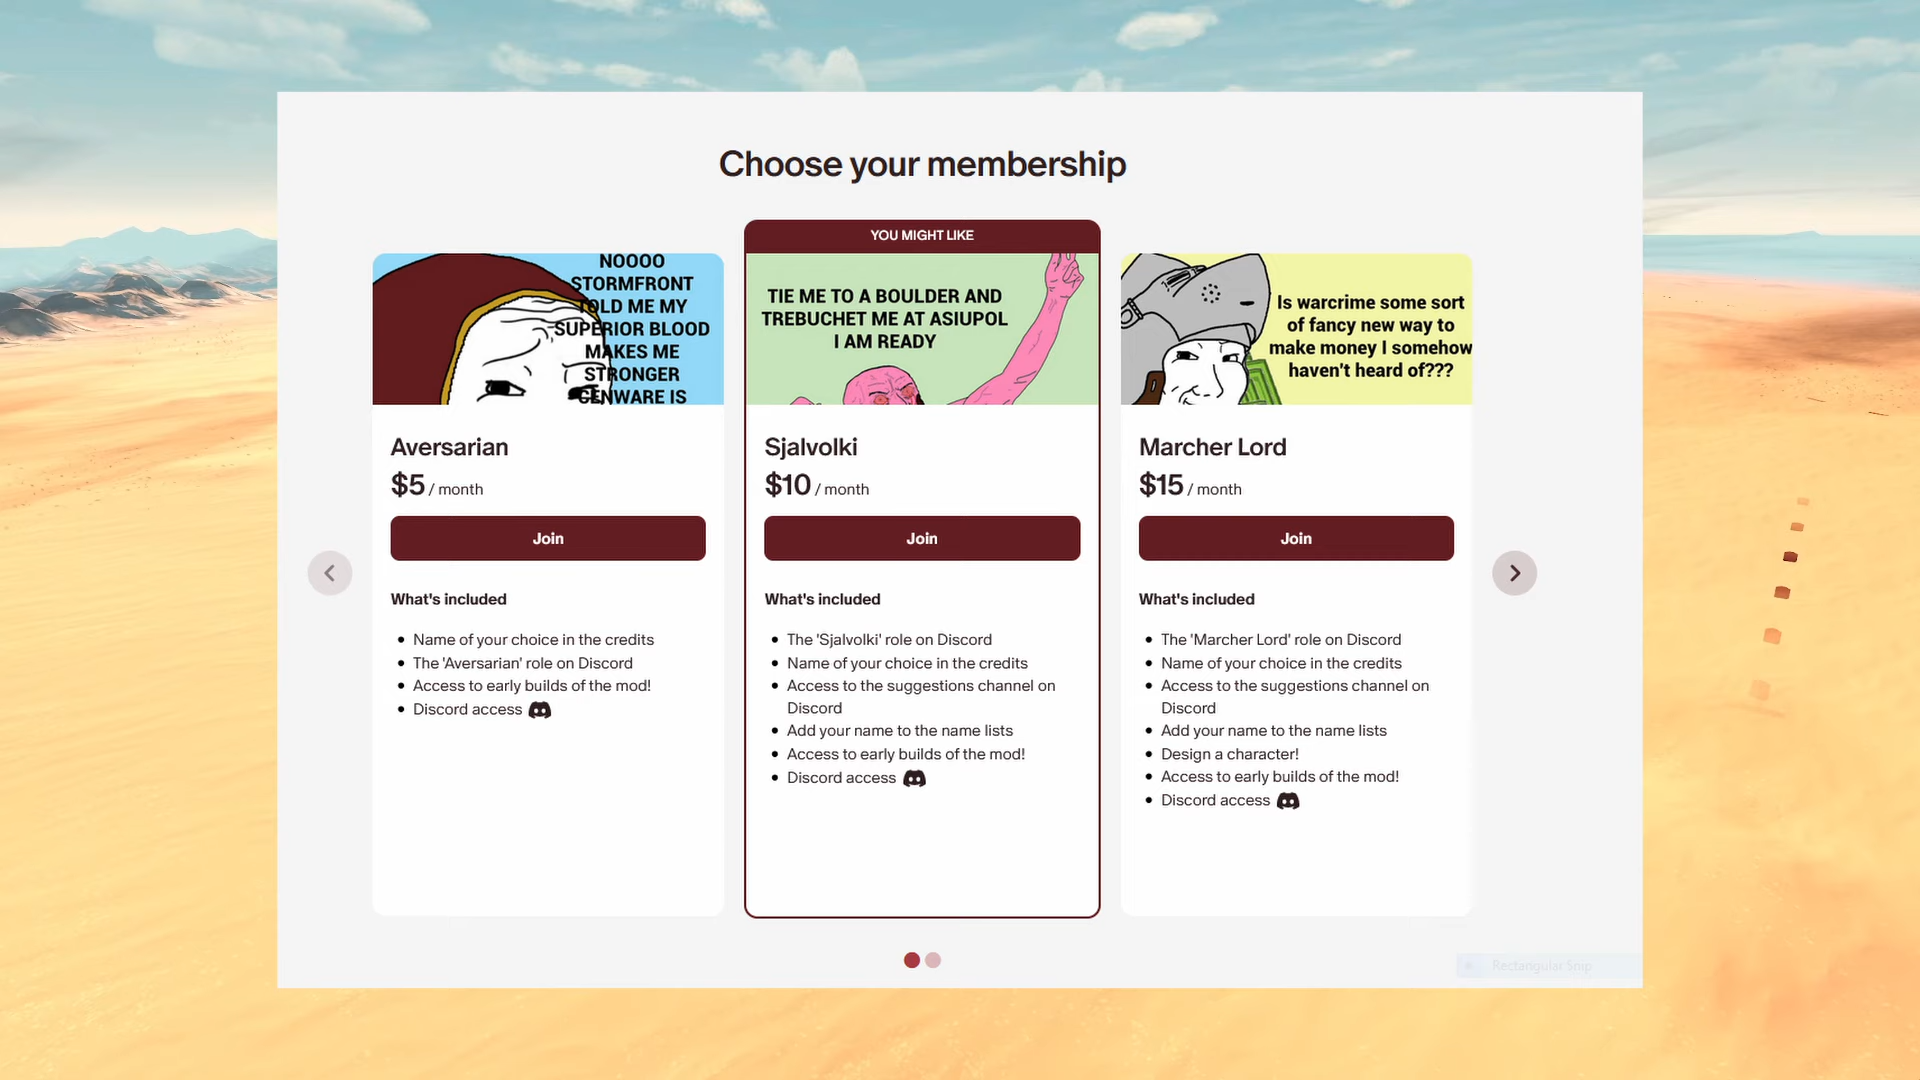 Choose your membership
YOU MIGHT LIKE
NOOOO
STORMFRONT
TOLD ME MY
SUPERIOR BLOOD
MAKES ME
STRONGER
GENWARE IS
TIE ME TO A BOULDER AND
TREBUCHET ME AT ASIUPOL
I AM READY
Is warcrime some sort
of fancy new way to
make money I somehow
haven't heard of???
Aversarian
$5 / month
Join
What's included
Name of your choice in the credits
The 'Aversarian' role on Discord
Access to early builds of the mod!
Discord access
Sjalvolki
$10 / month
Join
What's included
The 'Sjalvolki' role on Discord
Name of your choice in the credits
Access to the suggestions channel on
Discord
Add your name to the name lists
Access to early builds of the mod!
Discord access
Marcher Lord
$15 / month
Join
What's included
The 'Marcher Lord' role on Discord
Name of your choice in the credits
Access to the suggestions channel on
Discord
Add your name to the name lists
Design a character!
Access to early builds of the mod!
Discord access
Rectangular Snip